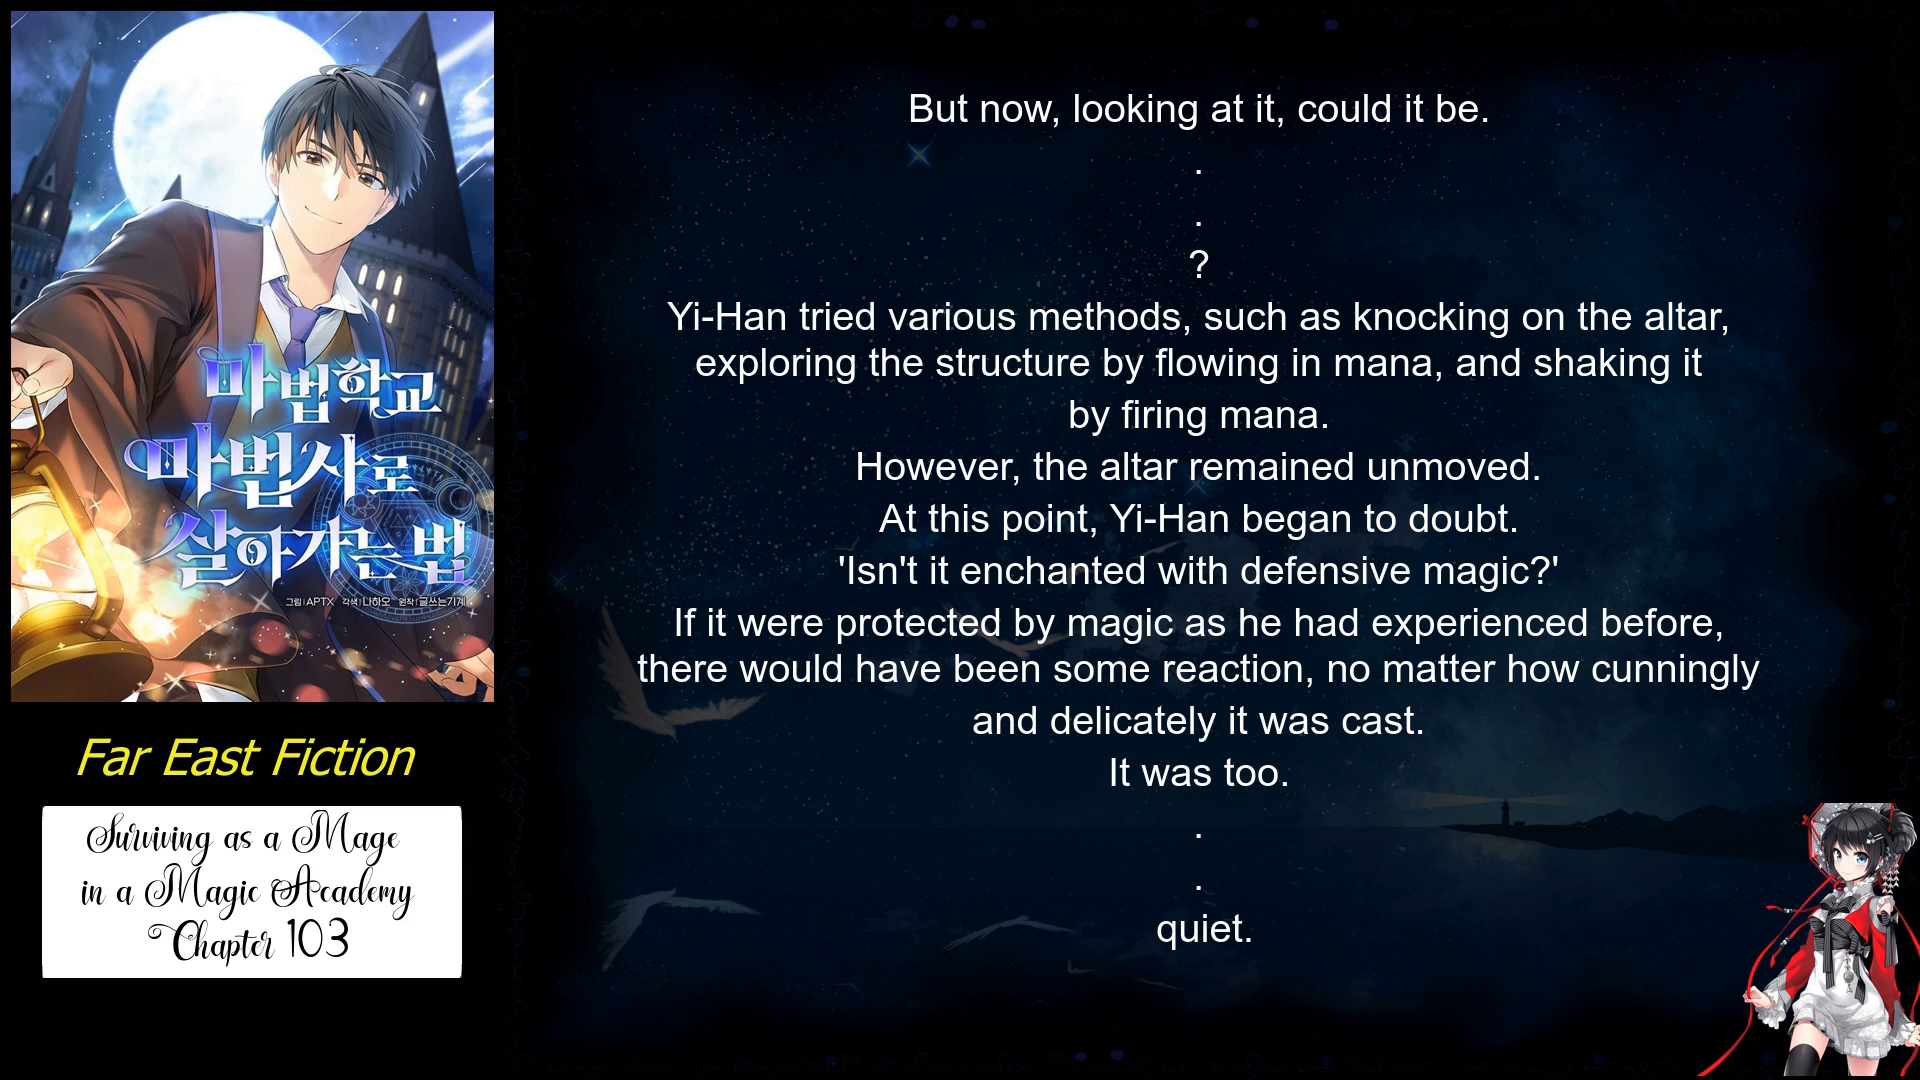 마법학교
마법사로
살아가는 법
그림|APTX 각색|나하오 원작|글쓰는기계
Far East Fiction
Surviving as a Mage
in a Magic Academy
Chapter 103
But now, looking at it, could it be.
.
.
?
Yi-Han tried various methods, such as knocking on the altar,
exploring the structure by flowing in mana, and shaking it
by firing mana.
However, the altar remained unmoved.
At this point, Yi-Han began to doubt.
'Isn't it enchanted with defensive magic?'
If it were protected by magic as he had experienced before,
there would have been some reaction, no matter how cunningly
and delicately it was cast.
It was too.
.
.
quiet.